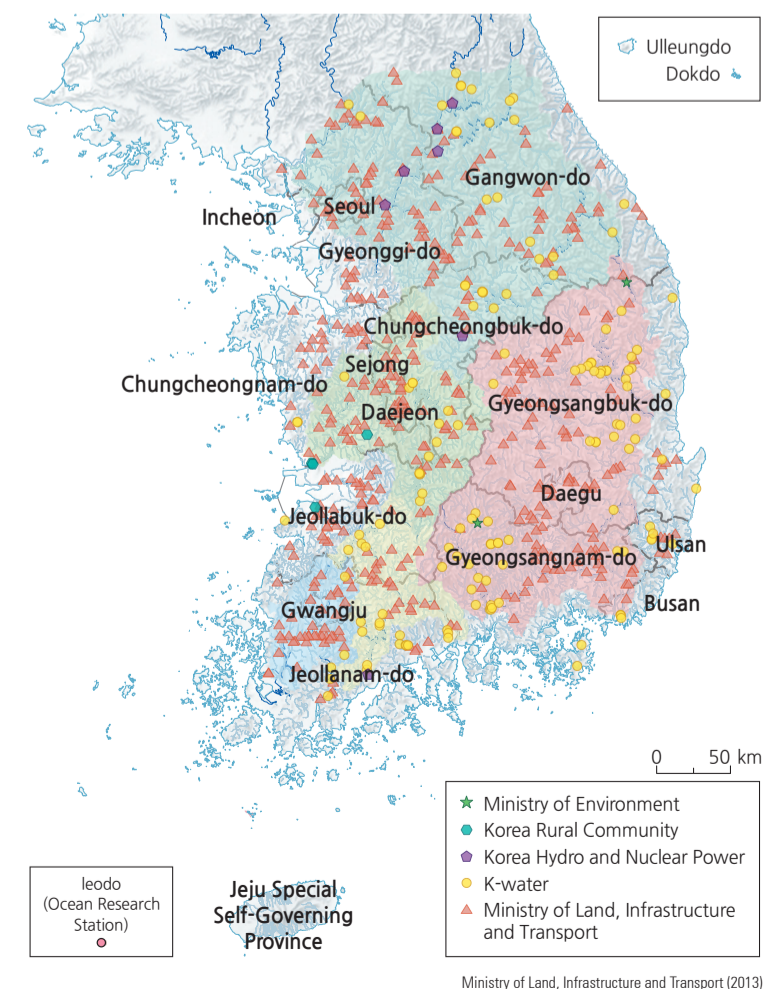 Ulleungdo
Dokdo
Gangwon-do
Seoul
Incheon
Gyeonggi-do
Chungcheongbuk-do
Sejong
Chungcheongnam-do
Gyeongsangbuk-do
Daejeon
Daegu
Jeollabuk-do
Ulsan
Gyeongsangnam-do
Busan
Gwangju
Jeollanam-do
0 50 km
Ministry of Environment
Korea Rural Community
Korea Hydro and Nuclear Power
K-water
Ministry of Land, Infrastructure
and Transport
Ieodo
(Ocean Research
Station)
Jeju Special
Self-Governing
Province
Ministry of Land, Infrastructure and Transport (2013)